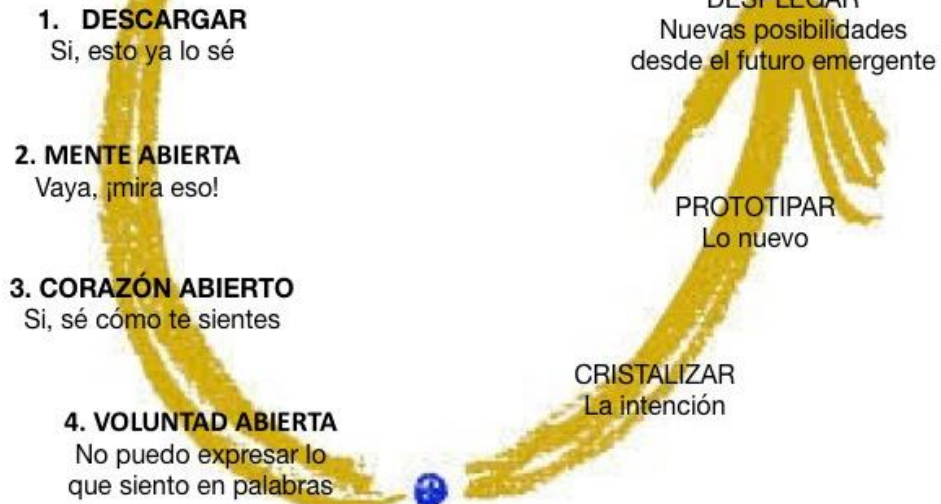 1. DESCARGAR
Si, esto ya lo sé
2. MENTE ABIERTA
Vaya, ¡mira eso!
3. CORAZÓN ABIERTO
Si, sé cómo te sientes
4. VOLUNTAD ABIERTA
No puedo expresar lo
que siento en palabras
CRISTALIZAR
La intención
PROTOTIPAR
Lo nuevo
DESPLEGAR
Nuevas posibilidades
desde el futuro emergente